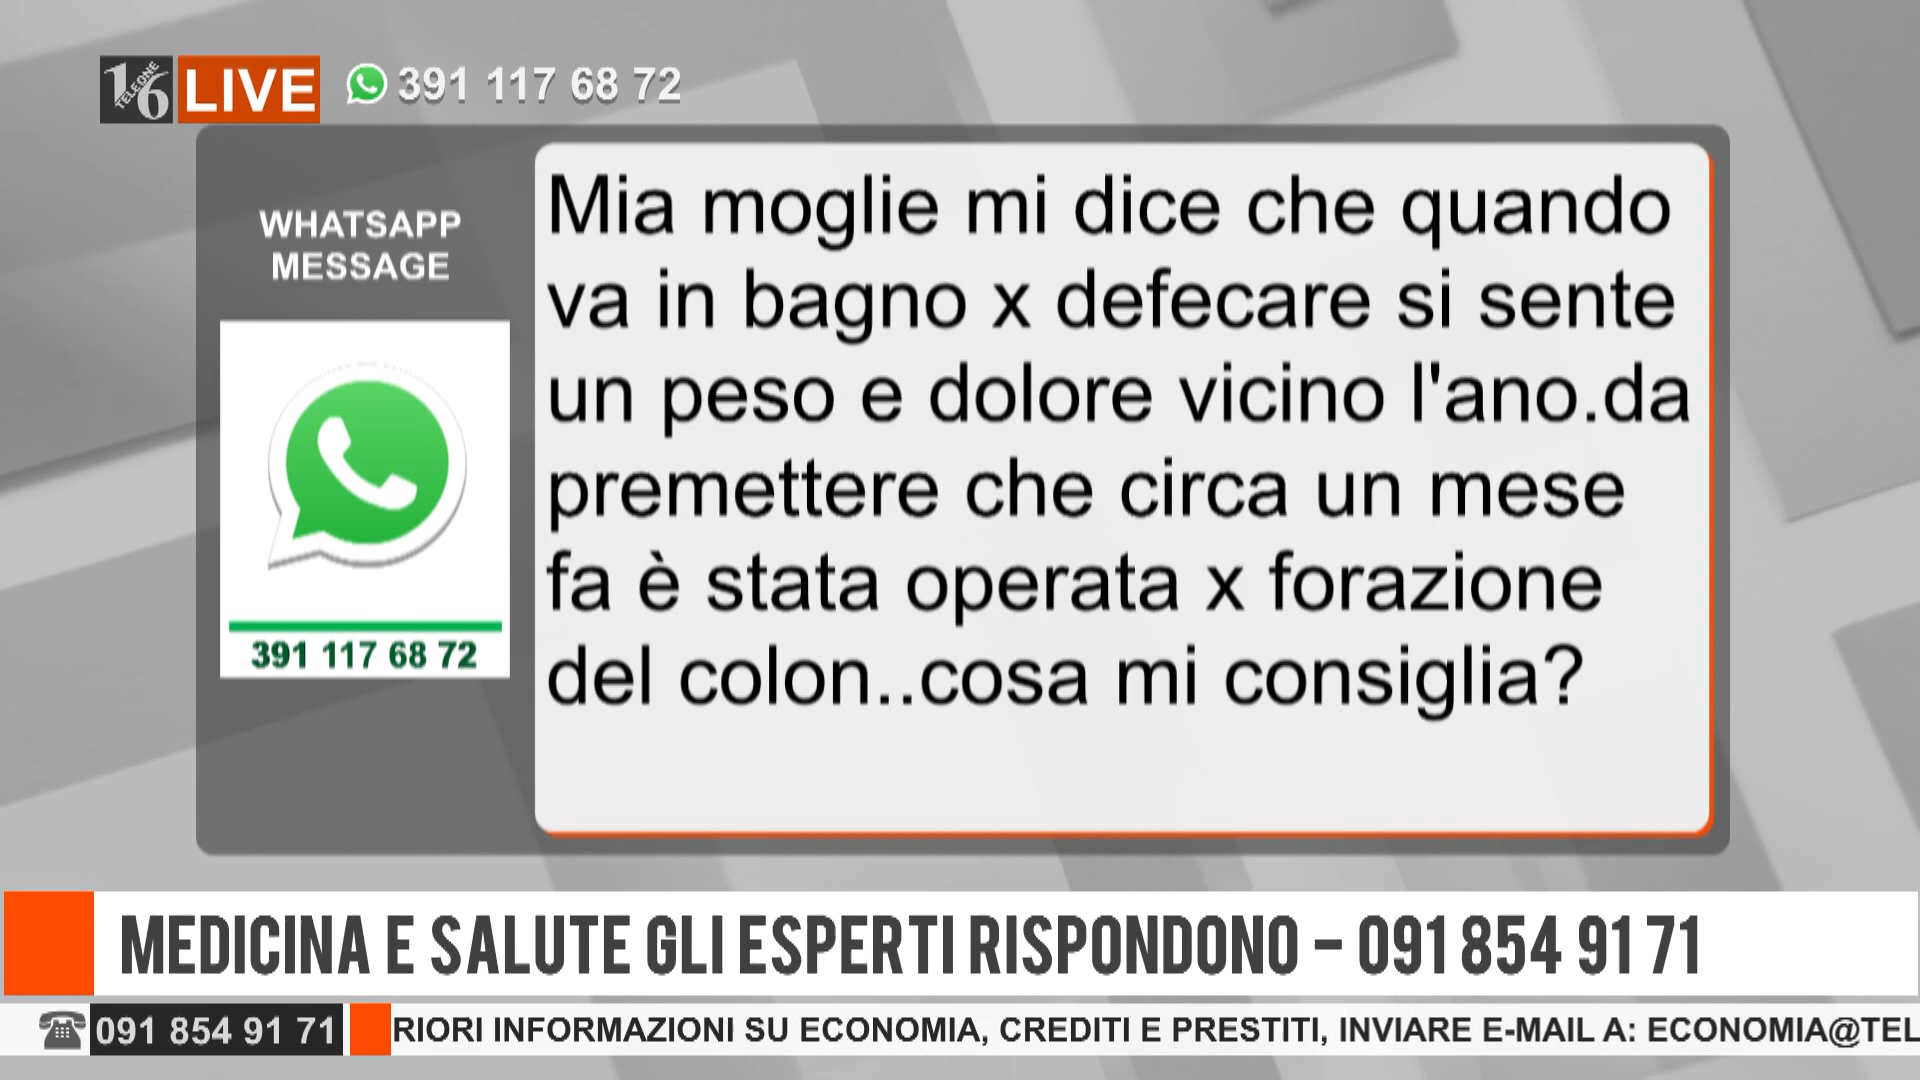 TELEONE
16
LIVE
391 117 68 72
WHATSAPP
MESSAGE
391 117 68 72
Mia moglie mi dice che quando
va in bagno x defecare si sente
un peso e dolore vicino l'ano.da
premettere che circa un mese
fa è stata operata x forazione
del colon..cosa mi consiglia?
MEDICINA E SALUTE GLI ESPERTI RISPONDONO - 091 854 91 71
091 854 91 71
RIORI INFORMAZIONI SU ECONOMIA, CREDITI E PRESTITI, INVIARE E-MAIL A: ECONOMIA@TEL